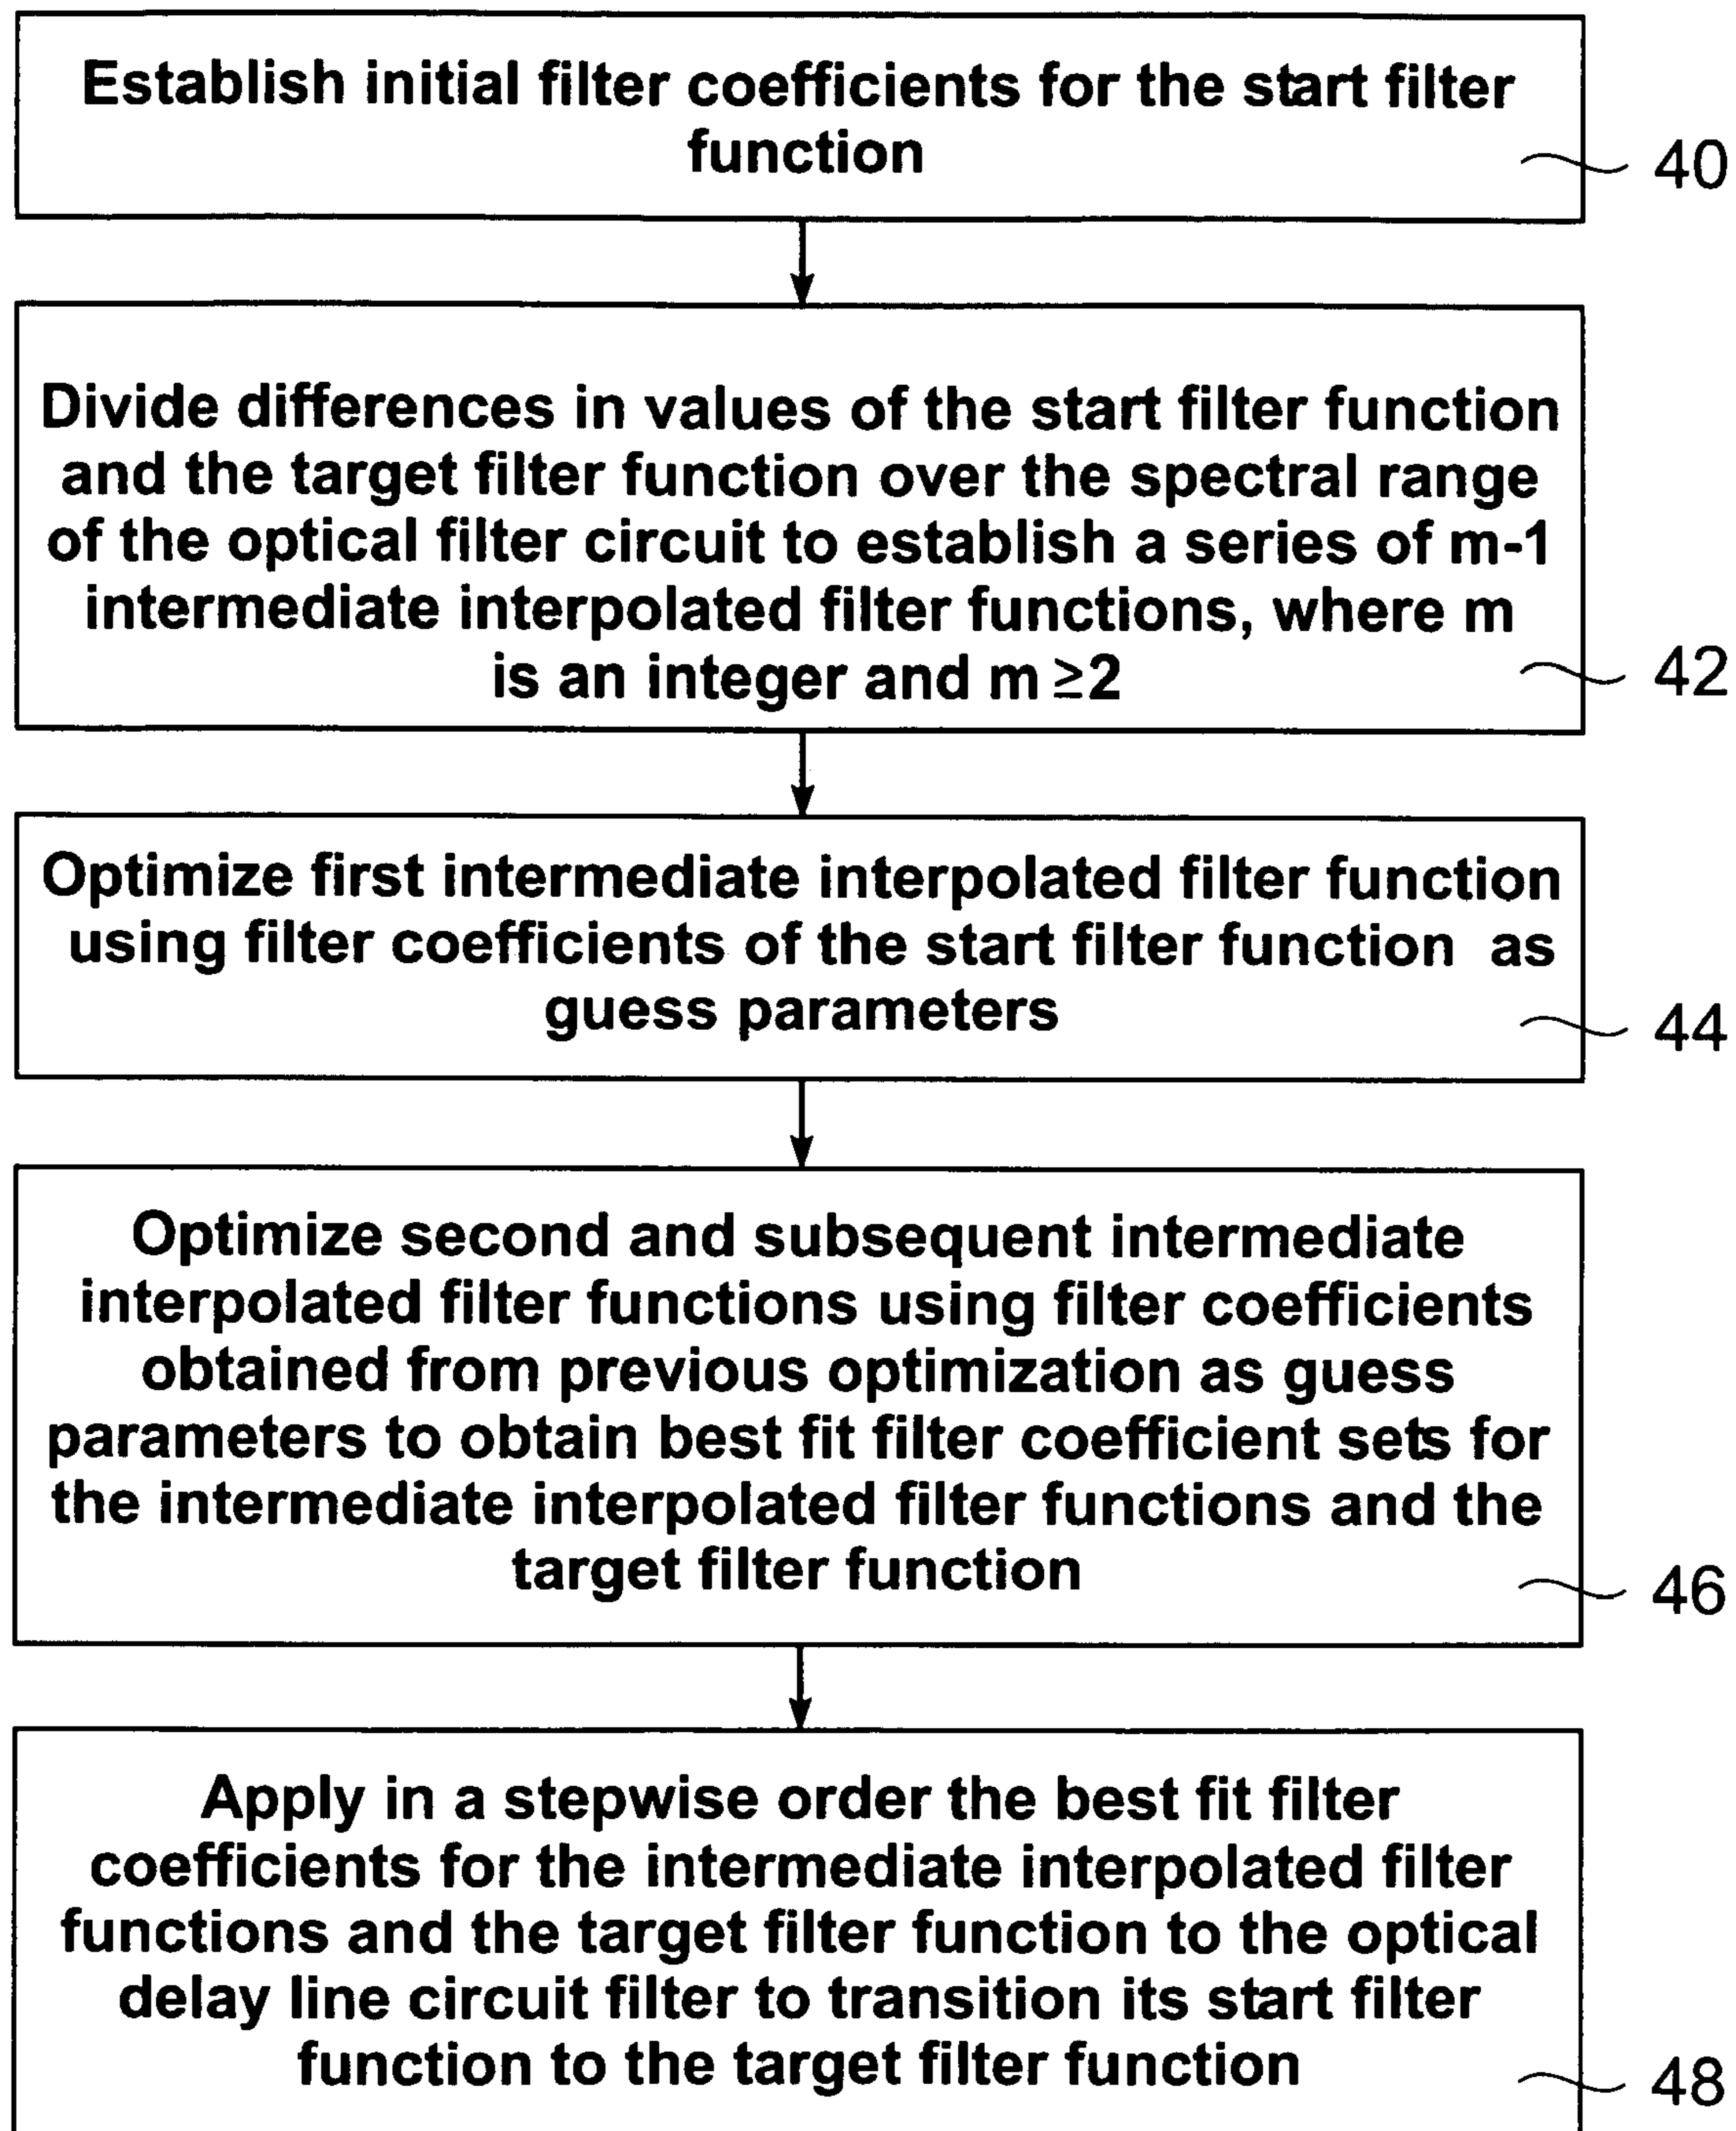 Establish initial filter coefficients for the start filter
function
40
Divide differences in values of the start filter function
and the target filter function over the spectral range
of the optical filter circuit to establish a series of m-1
intermediate interpolated filter functions, where m
is an integer and m ≥2
42
Optimize first intermediate interpolated filter function
using filter coefficients of the start filter function as
guess parameters
44
Optimize second and subsequent intermediate
interpolated filter functions using filter coefficients
obtained from previous optimization as guess
parameters to obtain best fit filter coefficient sets for
the intermediate interpolated filter functions and the
target filter function
46
Apply in a stepwise order the best fit filter
coefficients for the intermediate interpolated filter
functions and the target filter function to the optical
delay line circuit filter to transition its start filter
function to the target filter function
48